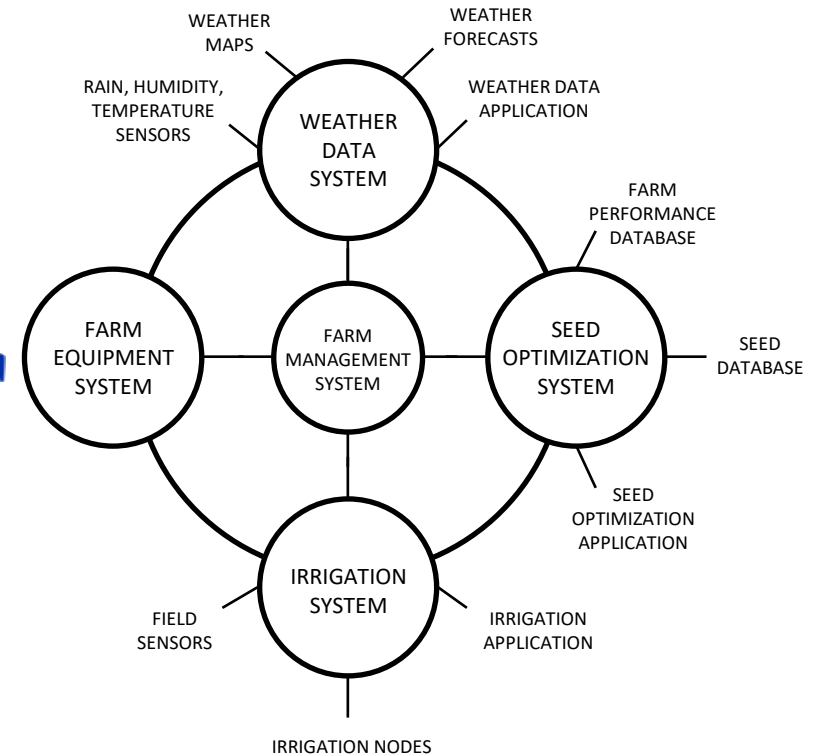 WEATHER
MAPS
WEATHER
FORECASTS
RAIN, HUMIDITY,
TEMPERATURE
SENSORS
WEATHER
DATA
SYSTEM
WEATHER DATA
APPLICATION
FARM
PERFORMANCE
DATABASE
FARM
EQUIPMENT
SYSTEM
FARM
MANAGEMENT
SYSTEM
SEED
OPTIMIZATION
SYSTEM
SEED
DATABASE
SEED
OPTIMIZATION
APPLICATION
IRRIGATION
SYSTEM
FIELD
SENSORS
IRRIGATION
APPLICATION
IRRIGATION NODES